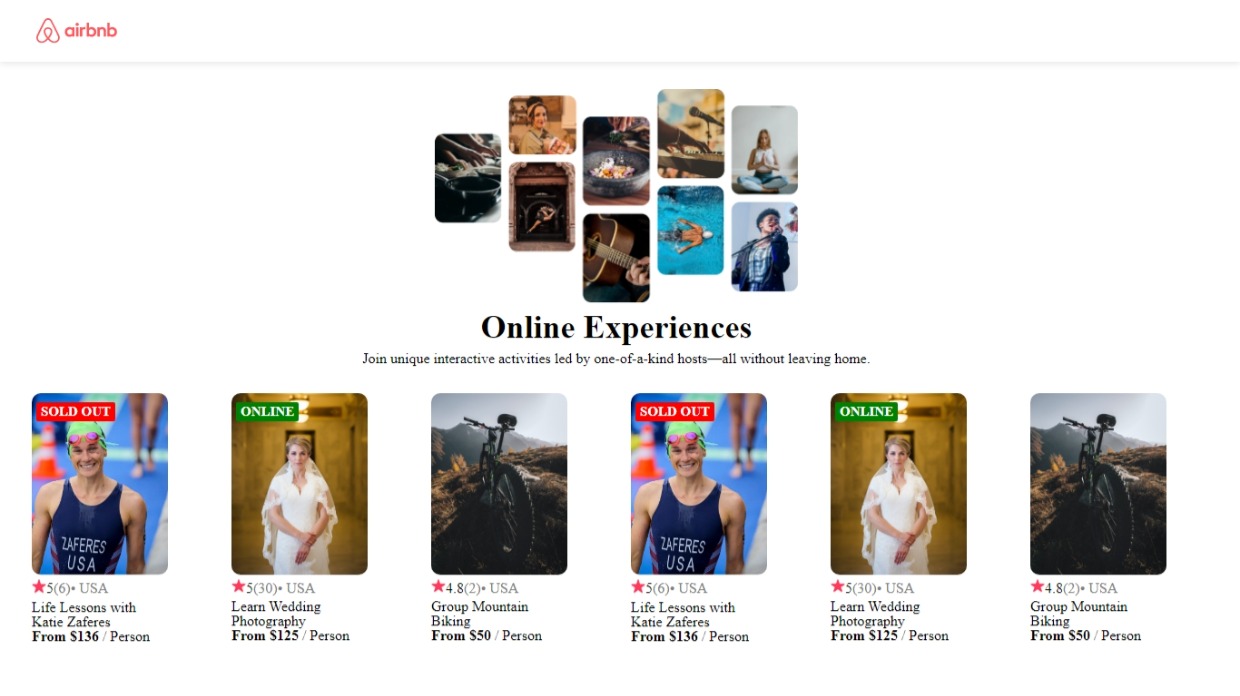 airbnb
Online Experiences
Join unique interactive activities led by one-of-a-kind hosts—all without leaving home.
SOLD OUT
ZAFERES
USA
5(6)• USA
Life Lessons with
Katie Zaferes
From $136 / Person
ONLINE
5(30)• USA
Learn Wedding
Photography
From $125 / Person
4.8(2)• USA
Group Mountain
Biking
From $50 / Person
SOLD OUT
ZAFERES
USA
5(6)• USA
Life Lessons with
Katie Zaferes
From $136 / Person
ONLINE
5(30)• USA
Learn Wedding
Photography
From $125 / Person
4.8(2)• USA
Group Mountain
Biking
From $50 / Person